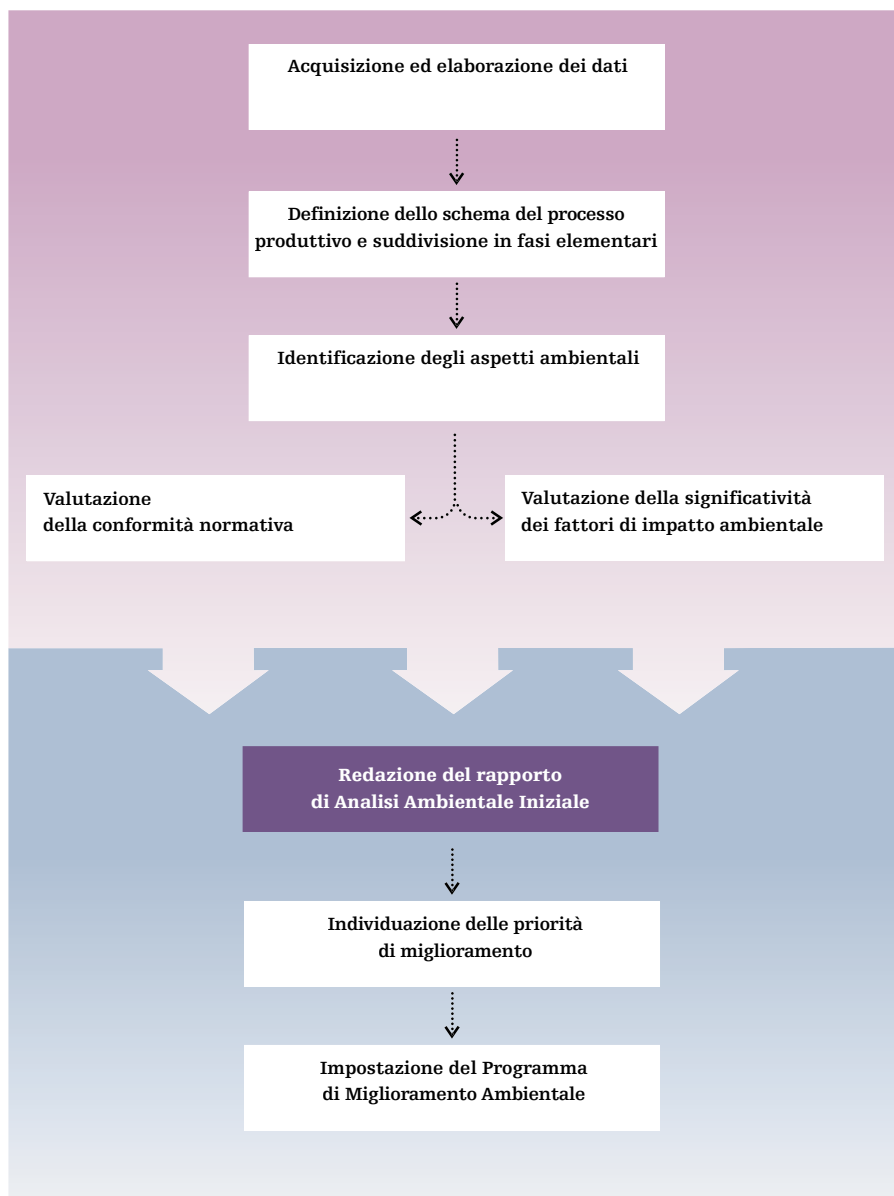 Acquisizione ed elaborazione dei dati
Definizione dello schema del processo
produttivo e suddivisione in fasi elementari
Identificazione degli aspetti ambientali
Valutazione
della conformità normativa
Valutazione della significatività
dei fattori di impatto ambientale
Redazione del rapporto
di Analisi Ambientale Iniziale
Individuazione delle priorità
di miglioramento
Impostazione del Programma
di Miglioramento Ambientale